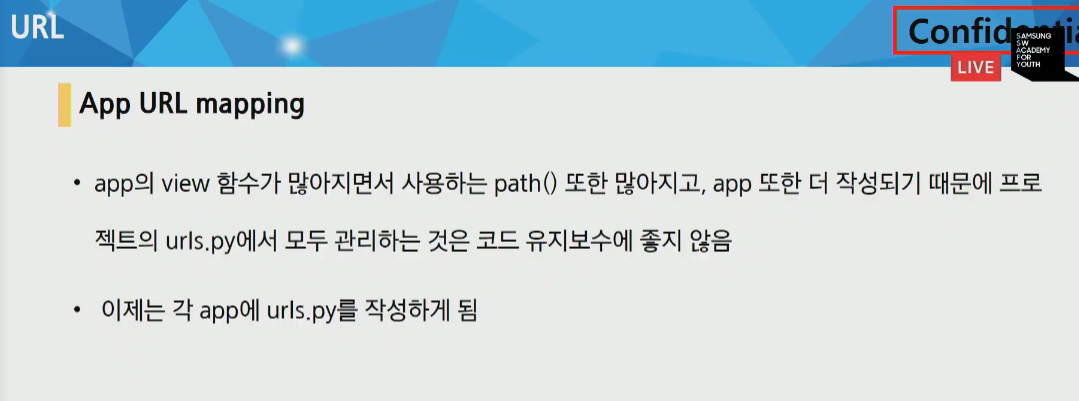 URL
LIVE
SAMSUNG
SW
ACADEMY
FOR
YOUTH
App URL mapping
• app의 view 함수가 많아지면서 사용하는 path() 또한 많아지고, app 또한 더 작성되기 때문에 프로
젝트의 urls.py에서 모두 관리하는 것은 코드 유지보수에 좋지 않음
• 이제는 각 app에 urls.py를 작성하게 됨